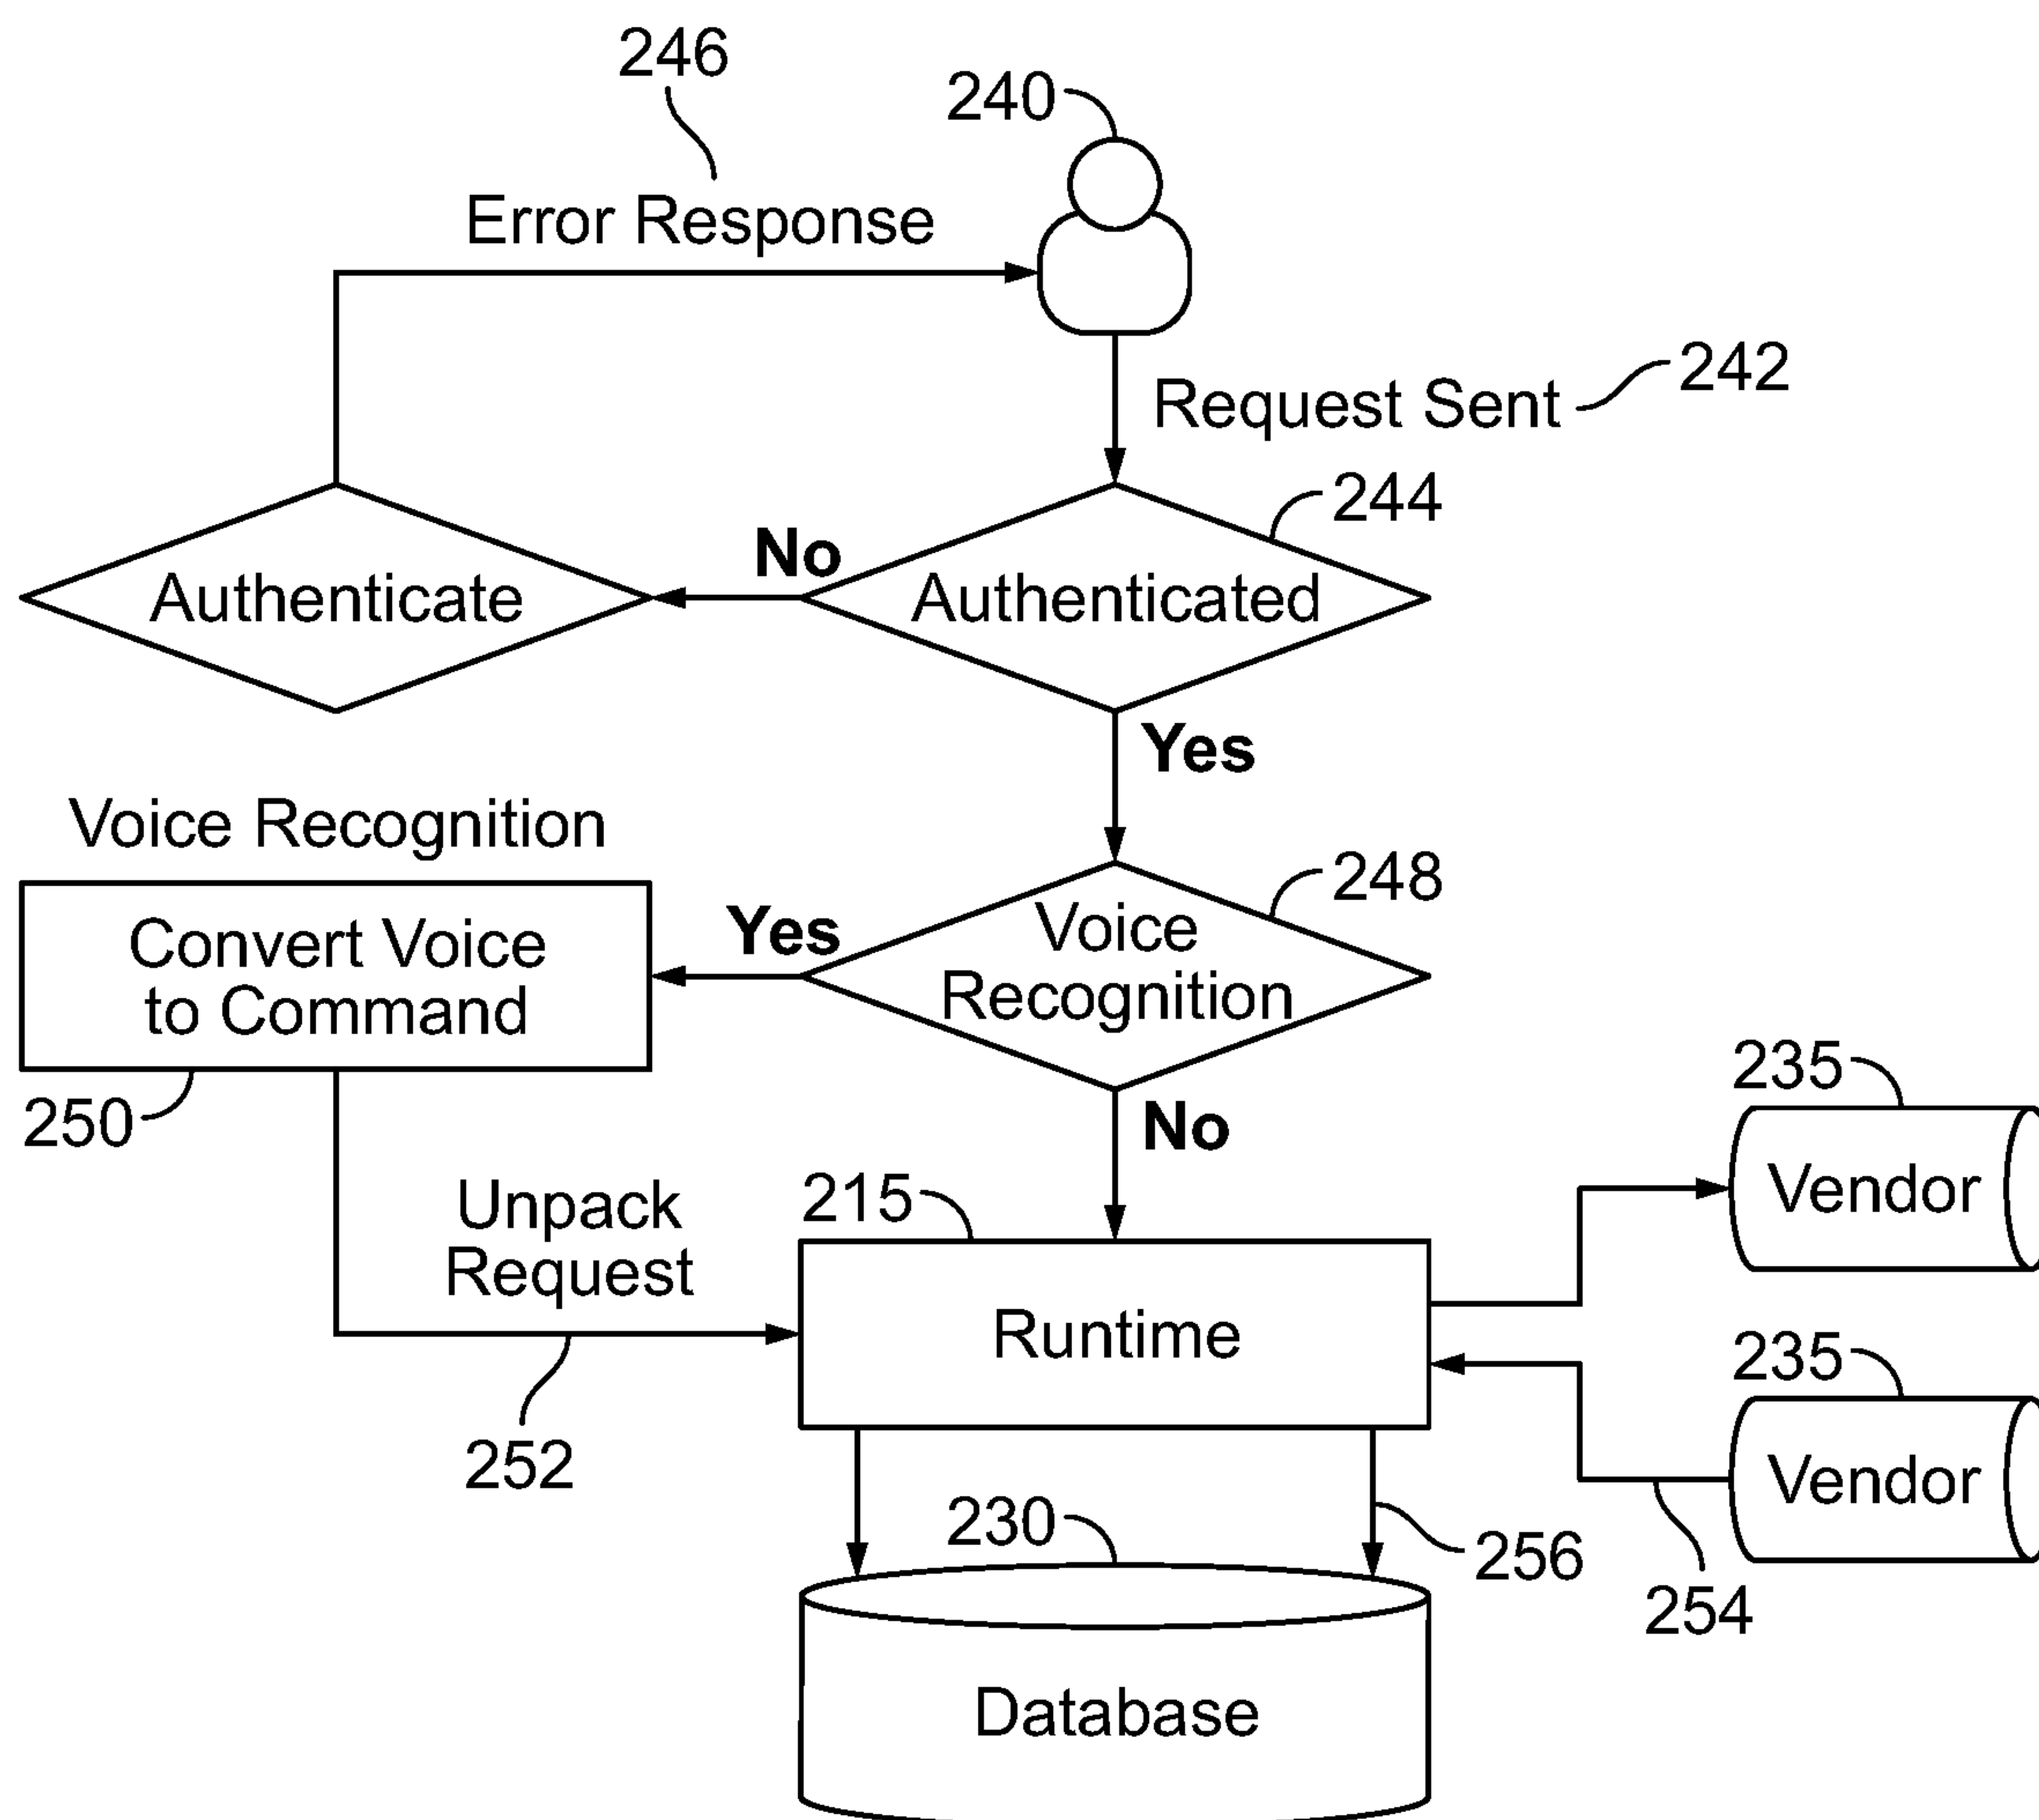 246
240
Error Response
242
Request Sent
244
No
Authenticate
Authenticated
Yes
Voice Recognition
248
Yes
Voice
Recognition
Convert Voice
to Command
235
250
No
Vendor
215
Unpack
Request
Runtime
235
252
Vendor
230
256
254
Database